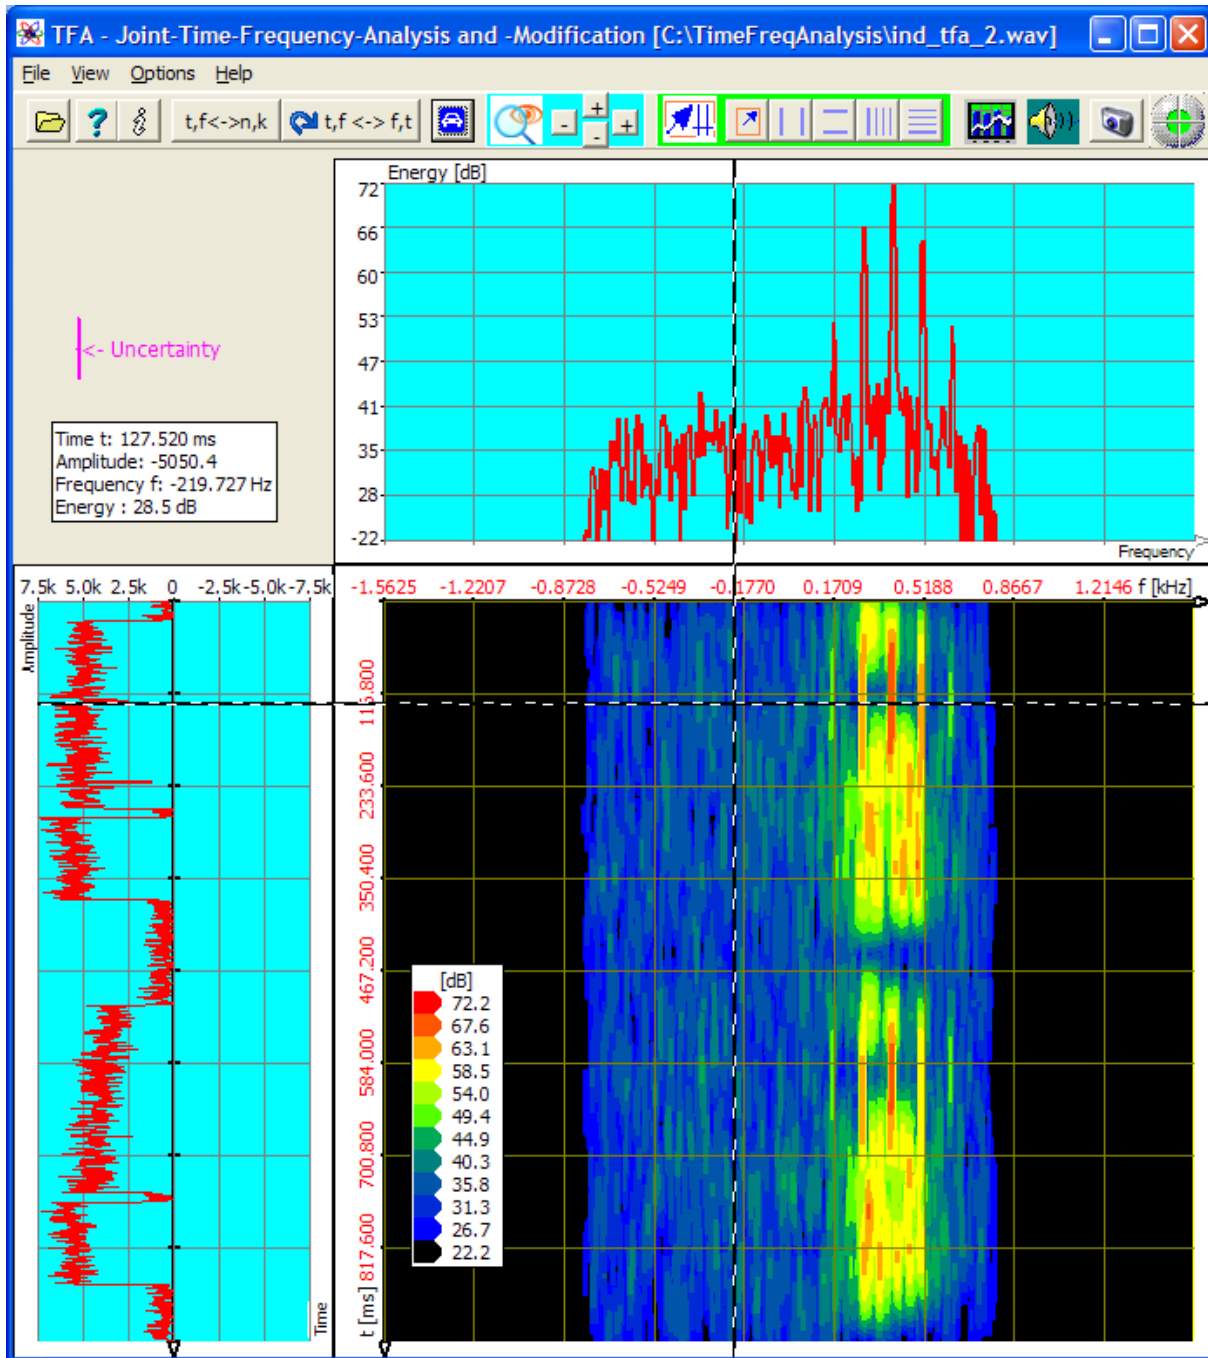 TFA - Joint-Time-Frequency-Analysis and -Modification [C:\TimeFreqAnalysis\ind_tfa_2.wav]
File View Options Help
t,f<->n,k t,f <-> f,t - + - +
Energy [dB]
72
66
60
53
47
41
35
28
-22
Frequency
<- Uncertainty
Time t: 127.520 ms
Amplitude: -5050.4
Frequency f: -219.727 Hz
Energy : 28.5 dB
7.5k 5.0k 2.5k 0 -2.5k -5.0k -7.5k
Amplitude
Time
-1.5625 -1.2207 -0.8728 -0.5249 -0.1770 0.1709 0.5188 0.8667 1.2146 f [kHz]
233.600
350.400
467.200
584.000
700.800
817.600
t [ms]
[dB]
72.2
67.6
63.1
58.5
54.0
49.4
44.9
40.3
35.8
31.3
26.7
22.2